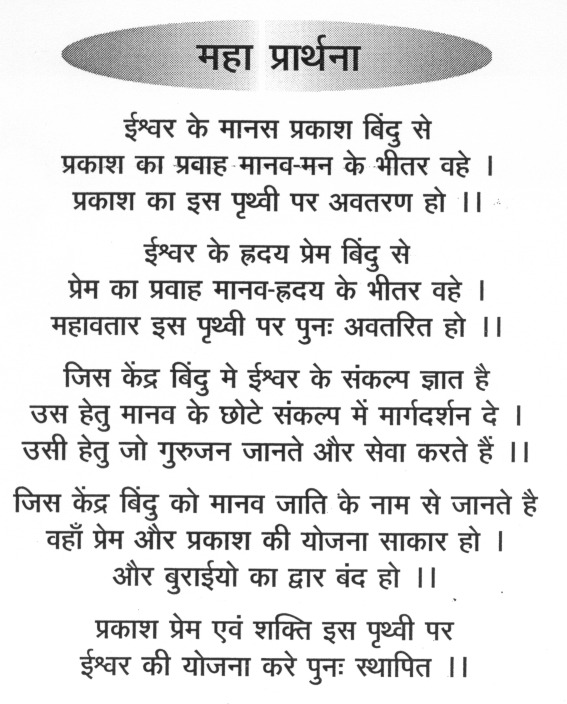 महा प्रार्थना
ईश्वर के मानस प्रकाश बिंदु से
प्रकाश का प्रवाह मानव-मन के भीतर वहे ।
प्रकाश का इस पृथ्वी पर अवतरण हो ।।
ईश्वर के ह्रदय प्रेम बिंदु से
प्रेम का प्रवाह मानव-ह्रदय के भीतर वहे ।
महावतार इस पृथ्वी पर पुनः अवतरित हो ।।
जिस केंद्र बिंदु मे ईश्वर के संकल्प ज्ञात है
उस हेतु मानव के छोटे संकल्प में मार्गदर्शन दे ।
उसी हेतु जो गुरुजन जानते और सेवा करते हैं ।।
जिस केंद्र बिंदु को मानव जाति के नाम से जानते है
वहाँ प्रेम और प्रकाश की योजना साकार हो ।
और बुराईयो का द्वार बंद हो ।।
प्रकाश प्रेम एवं शक्ति इस पृथ्वी पर
ईश्वर की योजना करे पुनः स्थापित ।।